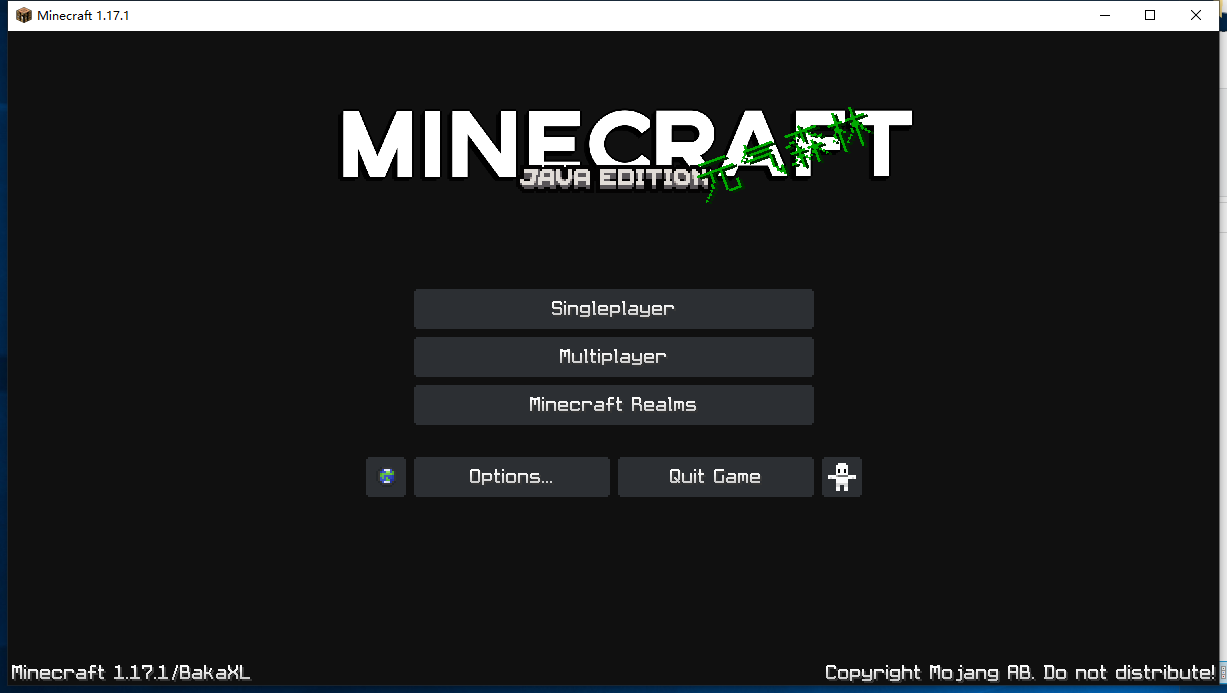 Minecraft 1.17.1
MINECRAFT
JAVA EDITION
元气森林
Singleplayer
Multiplayer
Minecraft Realms
Options...
Quit Game
Minecraft 1.17.1/BakaXL
Copyright Mojang AB. Do not distribute!